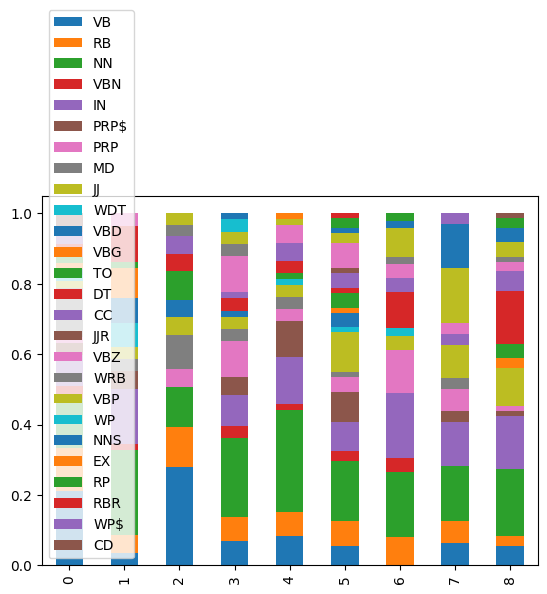 VB
RB
NN
VBN
IN
PRP$
PRP
MD
JJ
WDT
VBD
VBG
TO
DT
CC
JJR
VBZ
WRB
VBP
WP
NNS
EX
RP
RBR
WP$
CD
1.0
0.8
0.6
0.4
0.2
0.0
0 1 2 3 4 5 6 7 8